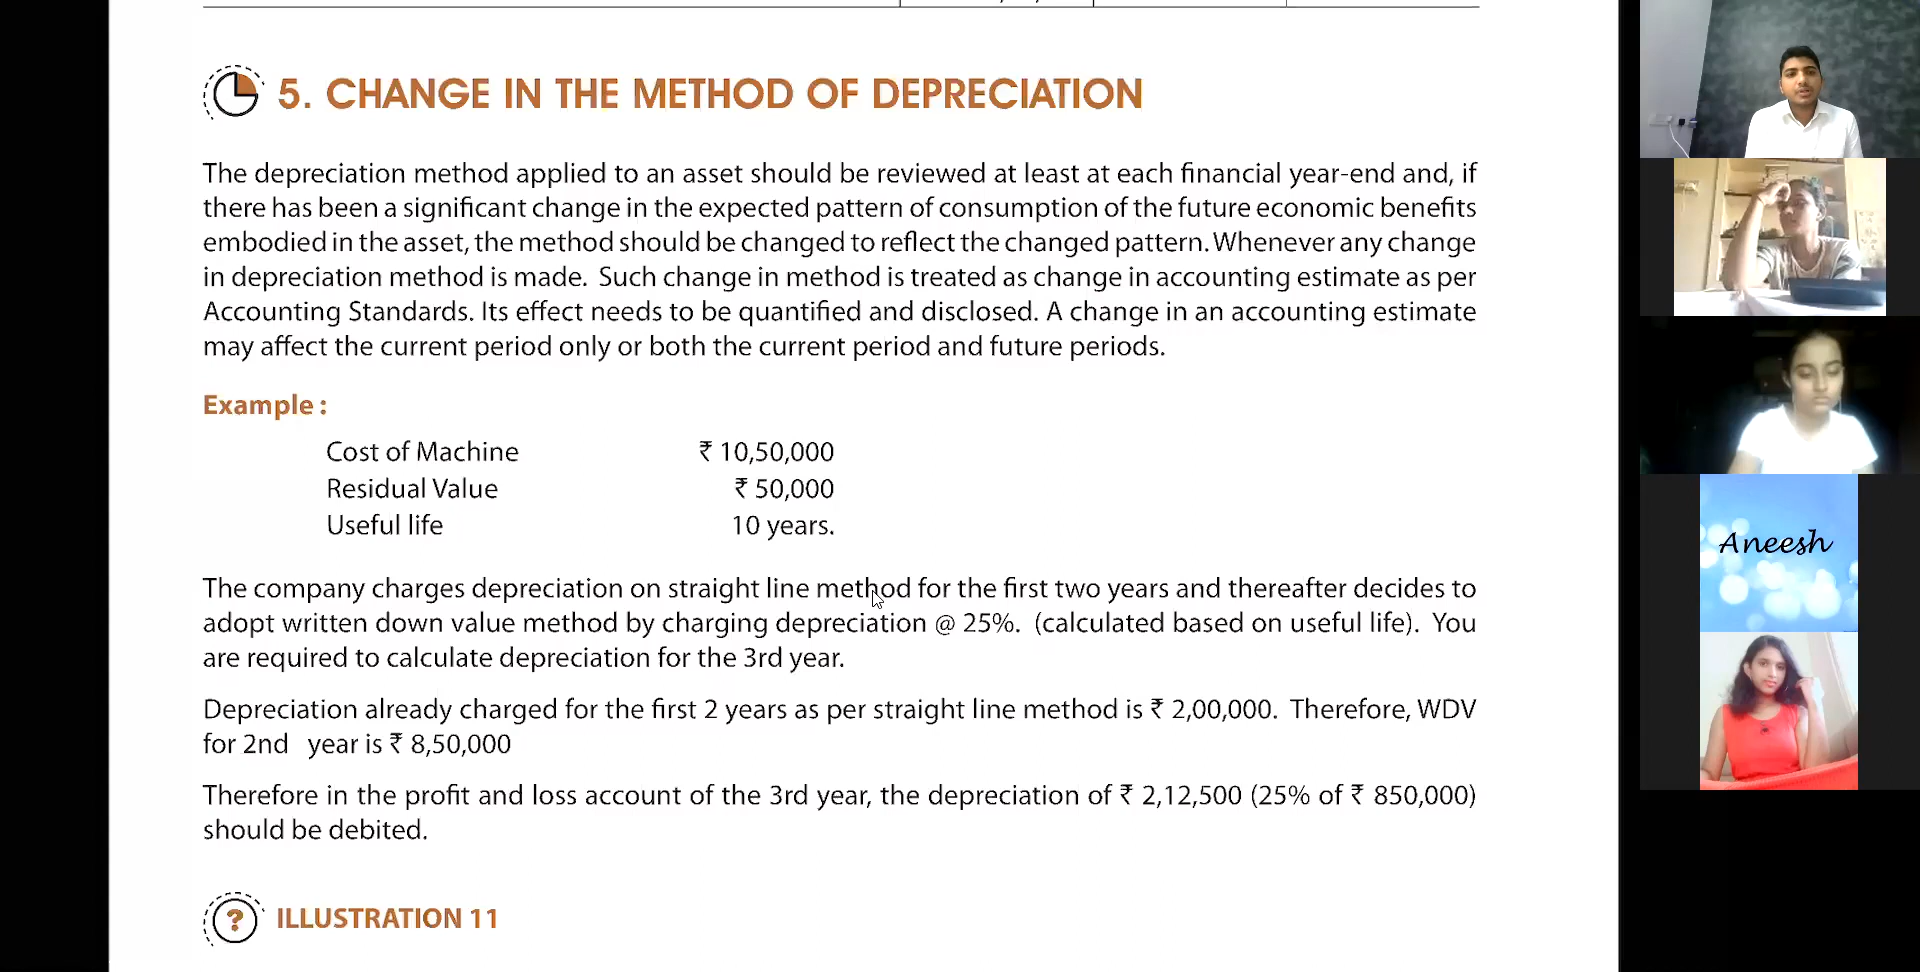 5. CHANGE IN THE METHOD OF DEPRECIATION
The depreciation method applied to an asset should be reviewed at least at each financial year-end and, if
there has been a significant change in the expected pattern of consumption of the future economic benefits
embodied in the asset, the method should be changed to reflect the changed pattern. Whenever any change
in depreciation method is made. Such change in method is treated as change in accounting estimate as per
Accounting Standards. Its effect needs to be quantified and disclosed. A change in an accounting estimate
may affect the current period only or both the current period and future periods.
Example :
Cost of Machine ₹ 10,50,000
Residual Value ₹ 50,000
Useful life 10 years.
The company charges depreciation on straight line method for the first two years and thereafter decides to
adopt written down value method by charging depreciation @ 25%. (calculated based on useful life). You
are required to calculate depreciation for the 3rd year.
Depreciation already charged for the first 2 years as per straight line method is ₹ 2,00,000. Therefore, WDV
for 2nd year is ₹ 8,50,000
Therefore in the profit and loss account of the 3rd year, the depreciation of ₹ 2,12,500 (25% of ₹ 850,000)
should be debited.
? ILLUSTRATION 11
Aneesh